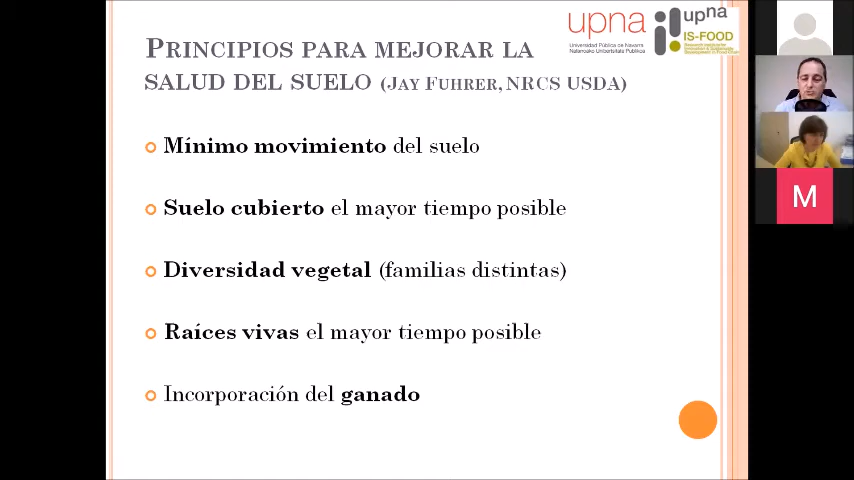 PRINCIPIOS PARA MEJORAR LA
SALUD DEL SUELO (JAY FUHRER, NRCS USDA)
Mínimo movimiento del suelo
Suelo cubierto el mayor tiempo posible
Diversidad vegetal (familias distintas)
Raíces vivas el mayor tiempo posible
Incorporación del ganado
upna
Universidad Pública de Navarra
Nafarroako Unibertsitate Publikoa
upna
IS-FOOD
M